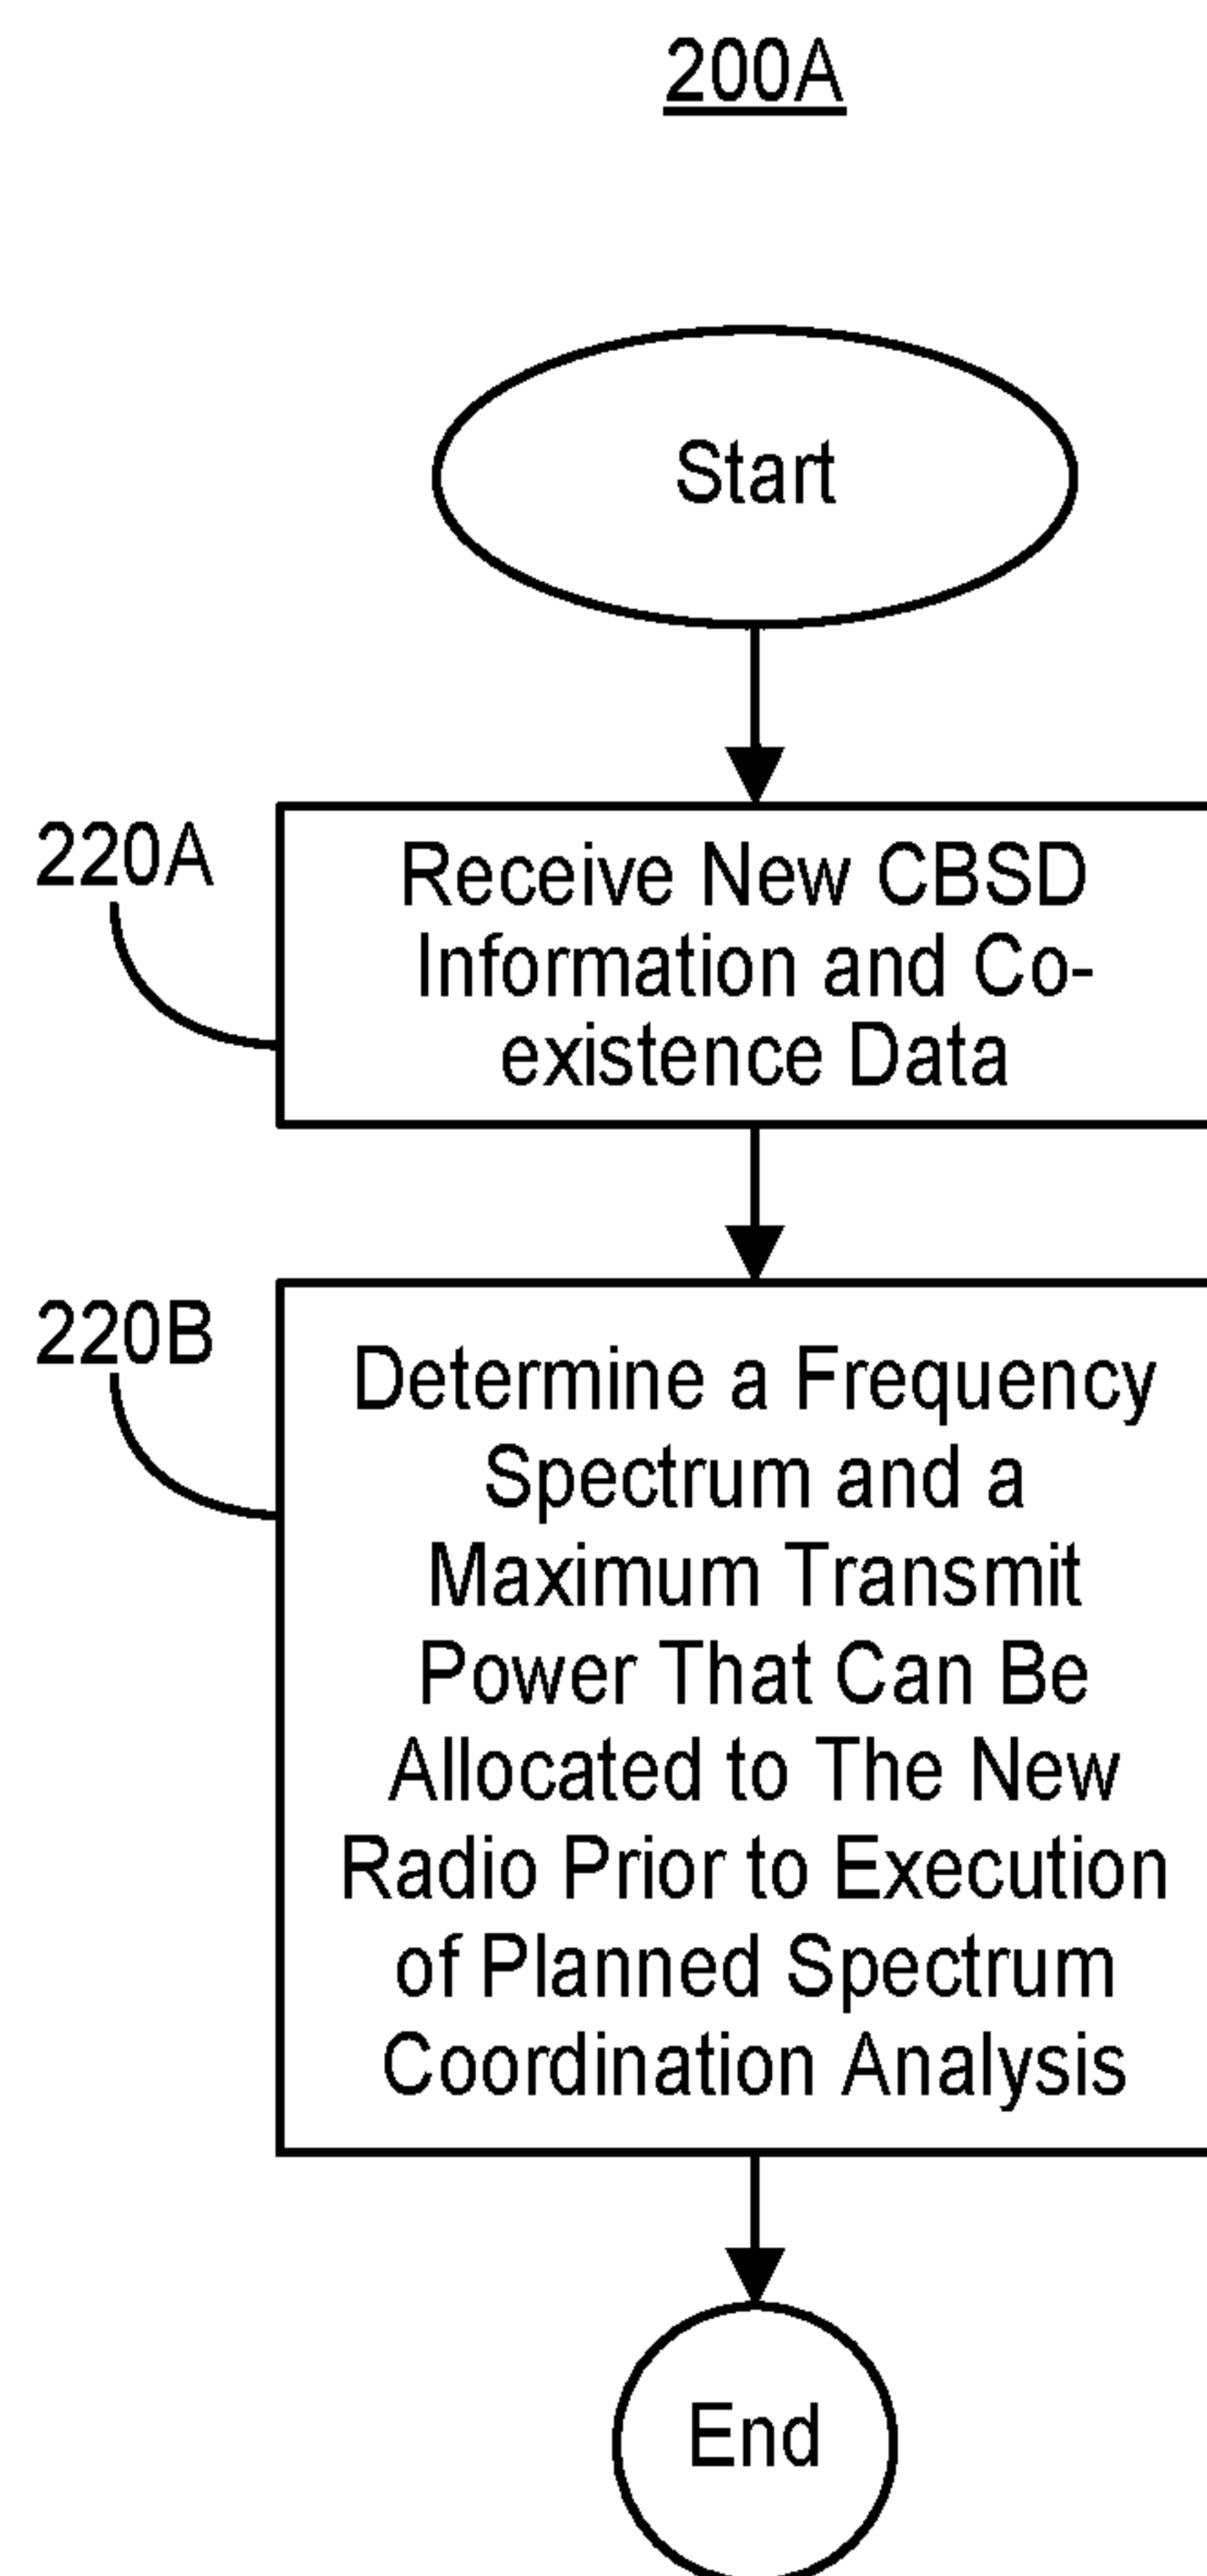 200A
Start
220A
Receive New CBSD
Information and Co-
existence Data
220B
Determine a Frequency
Spectrum and a
Maximum Transmit
Power That Can Be
Allocated to The New
Radio Prior to Execution
of Planned Spectrum
Coordination Analysis
End